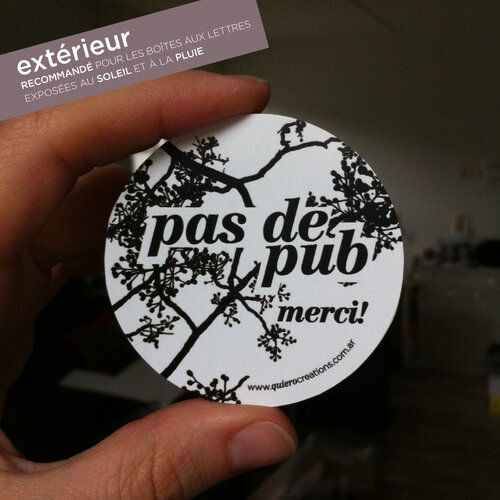 extérieur
RECOMMANDÉ POUR LES BOÎTES AUX LETTRES
EXPOSÉES AU SOLEIL ET À LA PLUIE
pas de
pub
merci!
www.quierocreations.com.ar